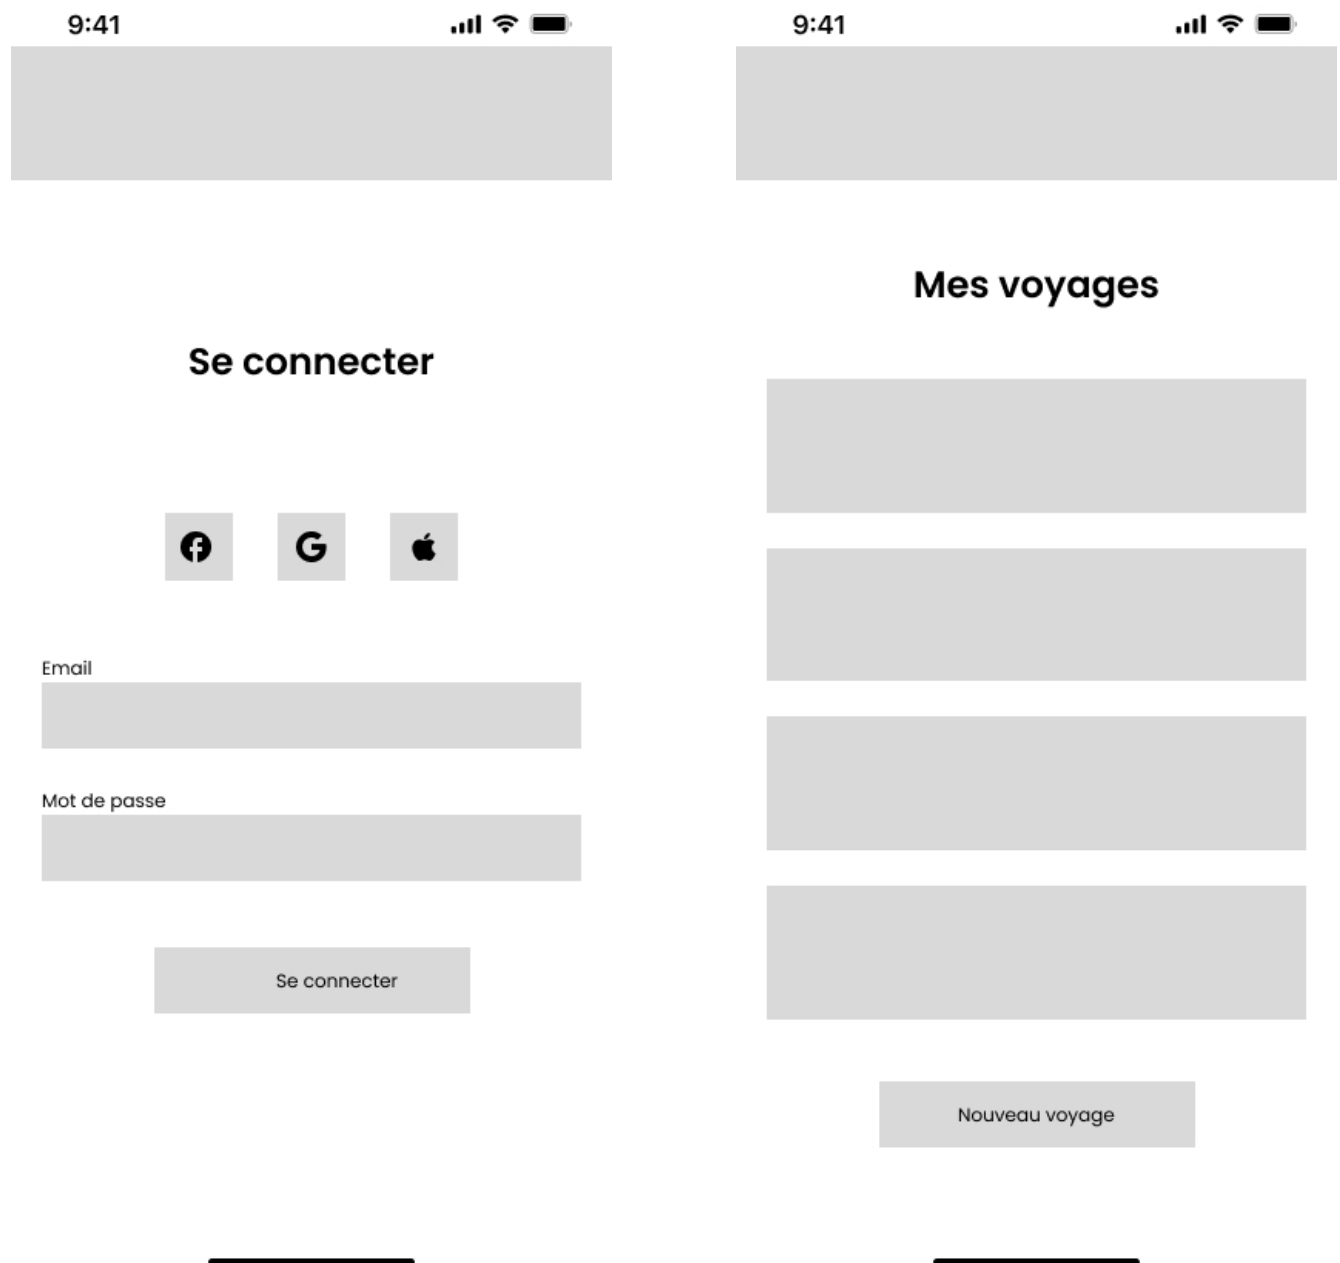 9:41
Se connecter
Email
Mot de passe
Se connecter
9:41
Mes voyages
Nouveau voyage